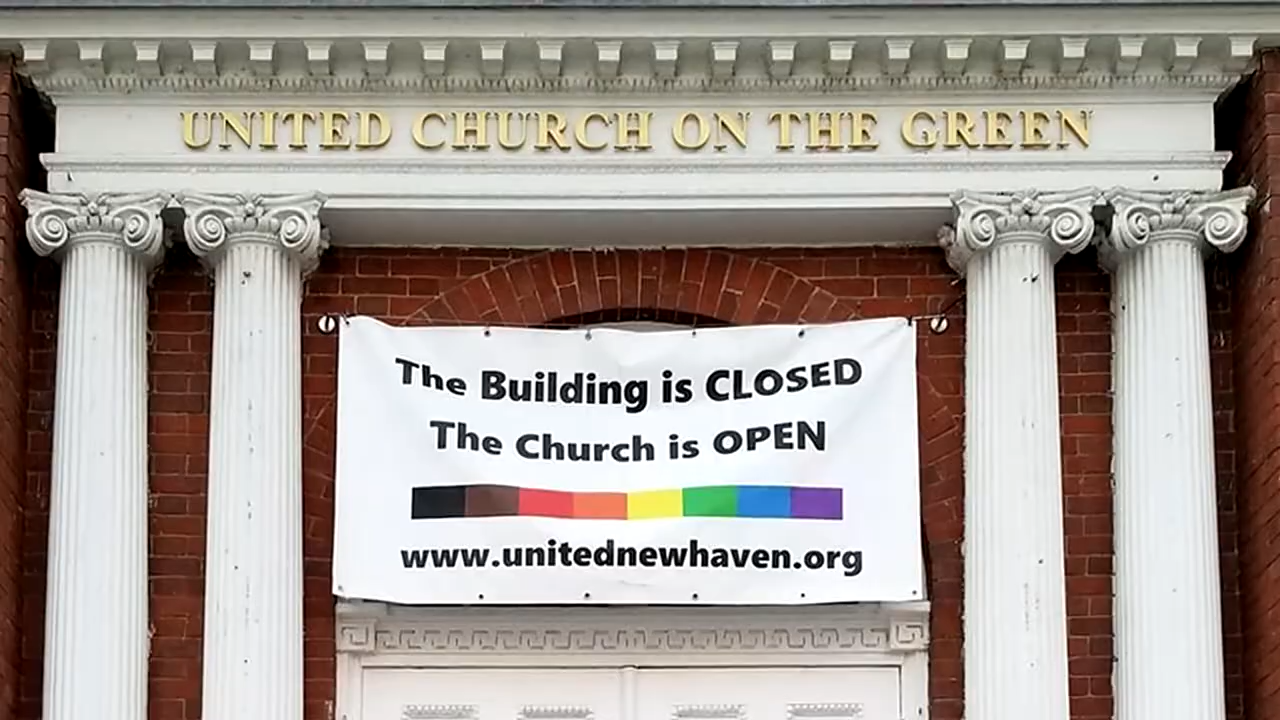 UNITED CHURCH ON THE GREEN
The Building is CLOSED
The Church is OPEN
www.unitednewhaven.org